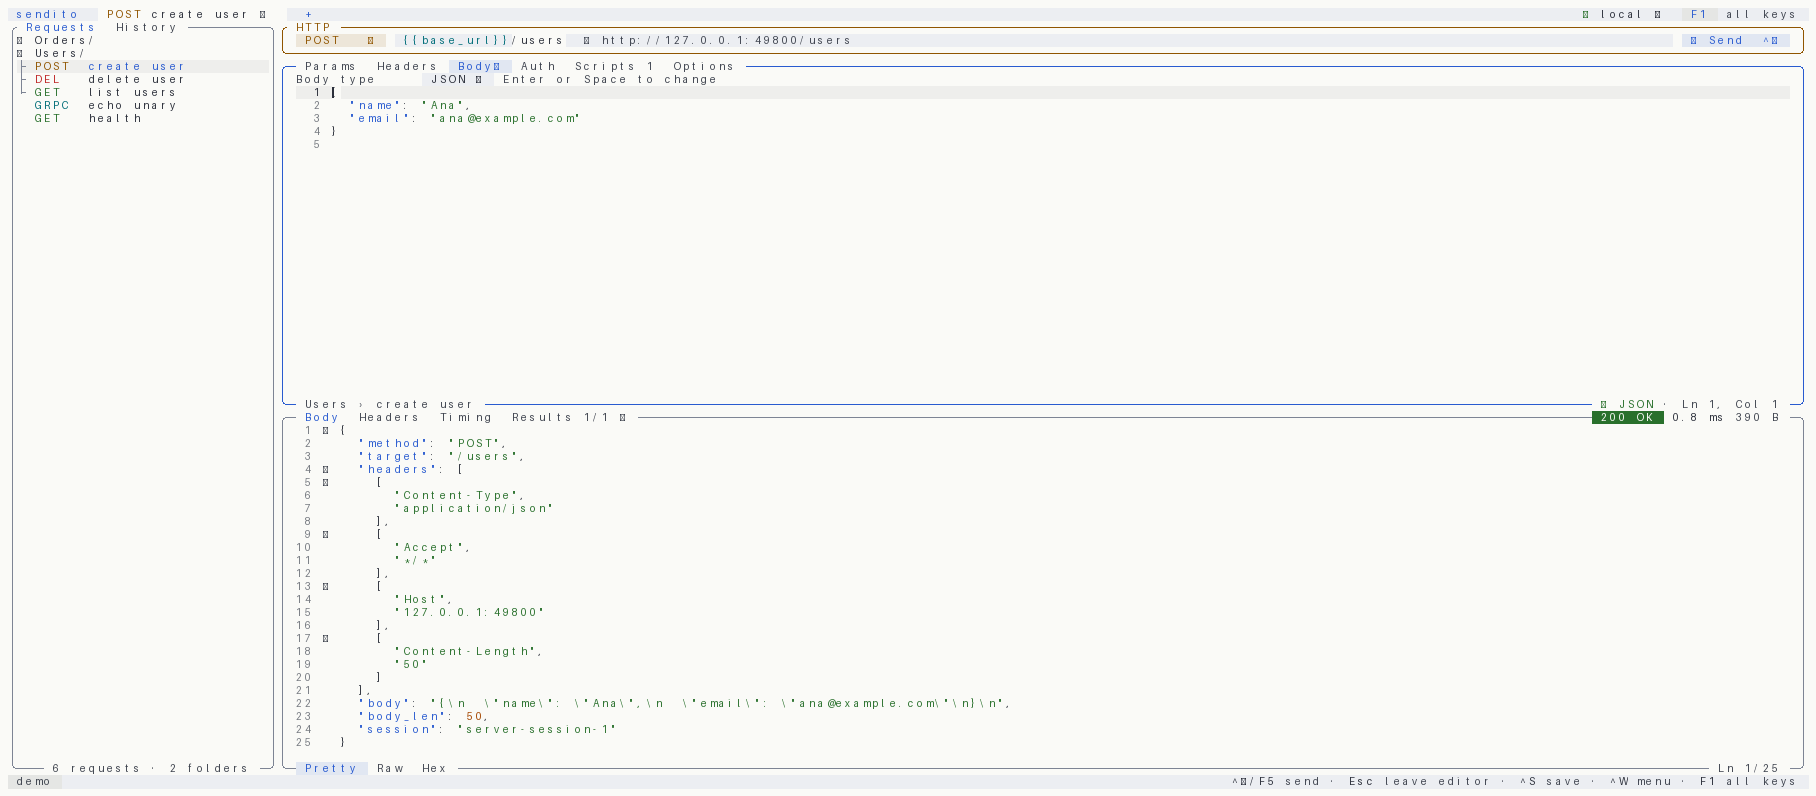 sendito POST create user +
local F1 all keys
Requests History
HTTP
Orders/
POST {{base_url}}/users http://127.0.0.1:49800/users Send
Users/
POST create user
Params Headers Body Auth Scripts 1 Options
DEL delete user
Body type JSON Enter or Space to change
GET list users
GRPC echo unary
GET health
1
2 "name": "Ana",
3 "email": "ana@example.com"
4 }
5
Users › create user
JSON · Ln 1, Col 1
Body Headers Timing Results 1/1
200 OK 0.8 ms 390 B
1 {
2 "method": "POST",
3 "target": "/users",
4 "headers": [
5 [
6 "Content-Type",
7 "application/json"
8 ],
9 [
10 "Accept",
11 "*/*"
12 ],
13 [
14 "Host",
15 "127.0.0.1:49800"
16 ],
17 [
18 "Content-Length",
19 "50"
20 ]
21 ],
22 "body": "{\n  \"name\": \"Ana\",\n  \"email\": \"ana@example.com\"\n}\n",
23 "body_len": 50,
24 "session": "server-session-1"
25 }
6 requests · 2 folders
Pretty Raw Hex
Ln 1/25
demo
/F5 send · Esc leave editor · ^S save · ^W menu · F1 all keys